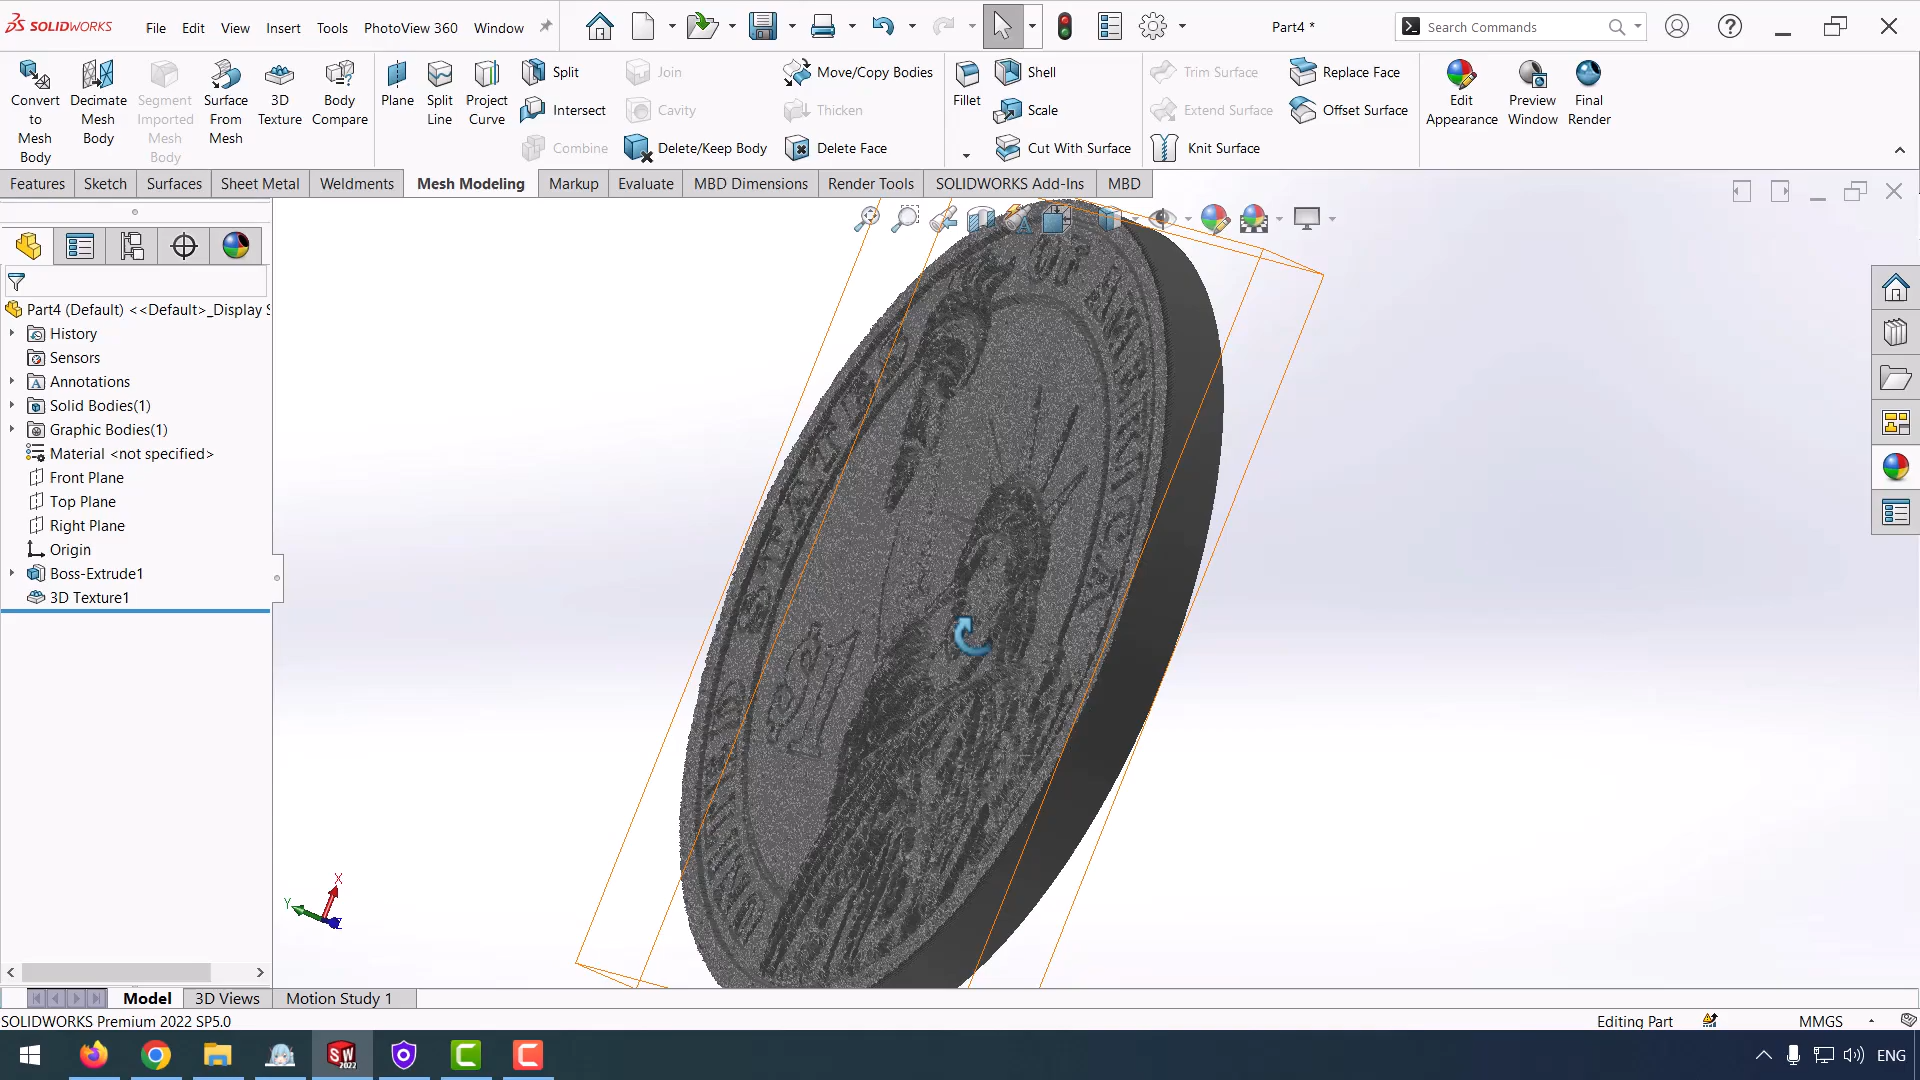 SOLIDWORKS
File Edit View Insert Tools PhotoView 360 Window
Part4 *
Search Commands
Convert to Mesh Body
Decimate Mesh Body
Segment Imported Mesh Body
Surface From Mesh
3D Texture
Body Compare
Plane
Split Line
Project Curve
Split
Intersect
Combine
Join
Cavity
Delete/Keep Body
Move/Copy Bodies
Thicken
Delete Face
Fillet
Shell
Scale
Cut With Surface
Trim Surface
Extend Surface
Knit Surface
Replace Face
Offset Surface
Edit Appearance
Preview Window
Final Render
Features Sketch Surfaces Sheet Metal Weldments Mesh Modeling Markup Evaluate MBD Dimensions Render Tools SOLIDWORKS Add-Ins MBD
Part4 (Default) <<Default>_Display S
History
Sensors
Annotations
Solid Bodies(1)
Graphic Bodies(1)
Material <not specified>
Front Plane
Top Plane
Right Plane
Origin
Boss-Extrude1
3D Texture1
OF AMERICA
$1
X
Y
Z
Model 3D Views Motion Study 1
SOLIDWORKS Premium 2022 SP5.0
Editing Part
MMGS
SW
2022
ENG